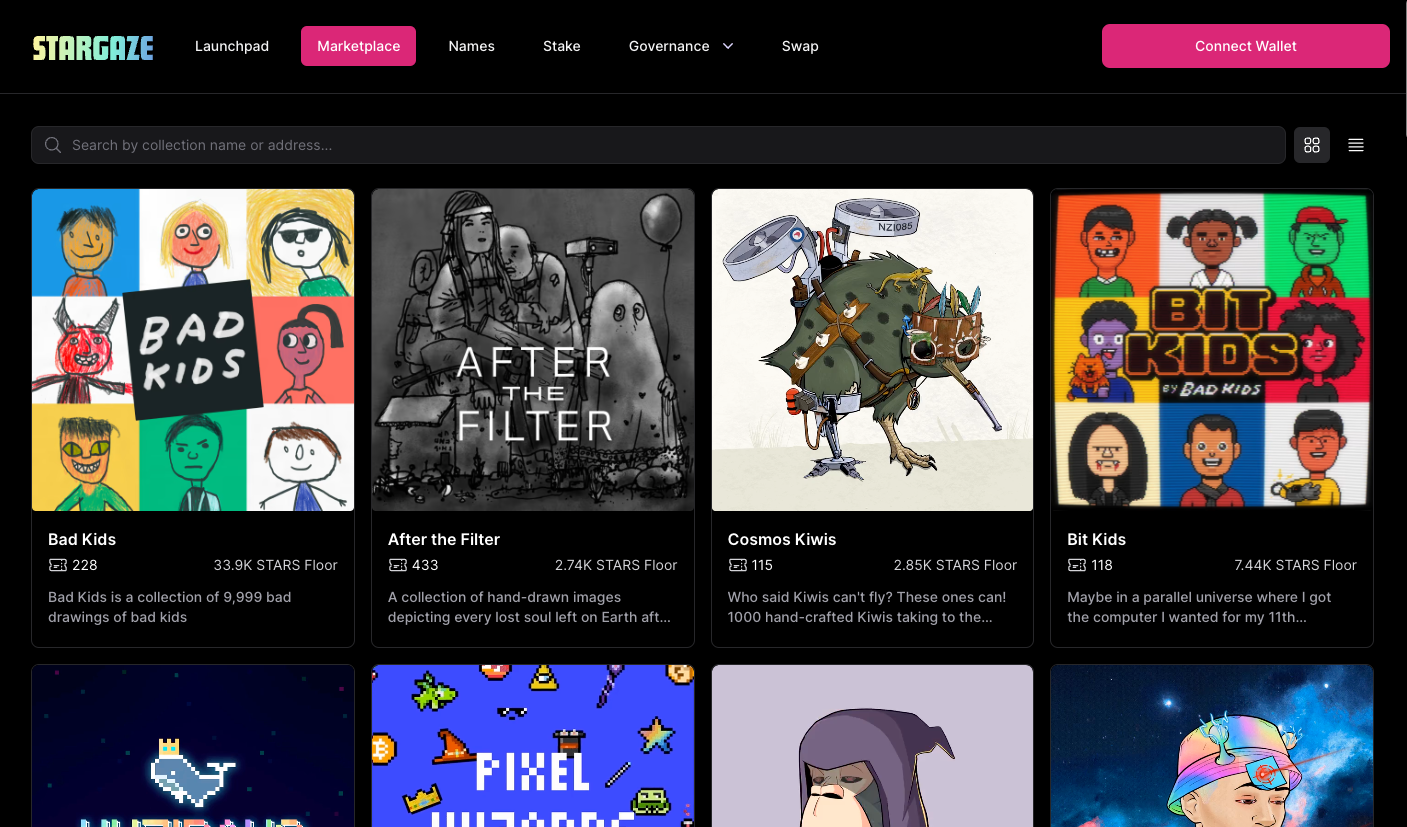 STARGAZE
Launchpad
Marketplace
Names
Stake
Governance
Swap
Connect Wallet
Search by collection name or address...
BAD
KIDS
AFTER
THE
FILTER
NZI085
BIT
KIDS
BY BAD KIDS
Bad Kids
228
33.9K STARS Floor
Bad Kids is a collection of 9,999 bad
drawings of bad kids
After the Filter
433
2.74K STARS Floor
A collection of hand-drawn images
depicting every lost soul left on Earth aft...
Cosmos Kiwis
115
2.85K STARS Floor
Who said Kiwis can't fly? These ones can!
1000 hand-crafted Kiwis taking to the...
Bit Kids
118
7.44K STARS Floor
Maybe in a parallel universe where I got
the computer I wanted for my 11th...
PIXEL